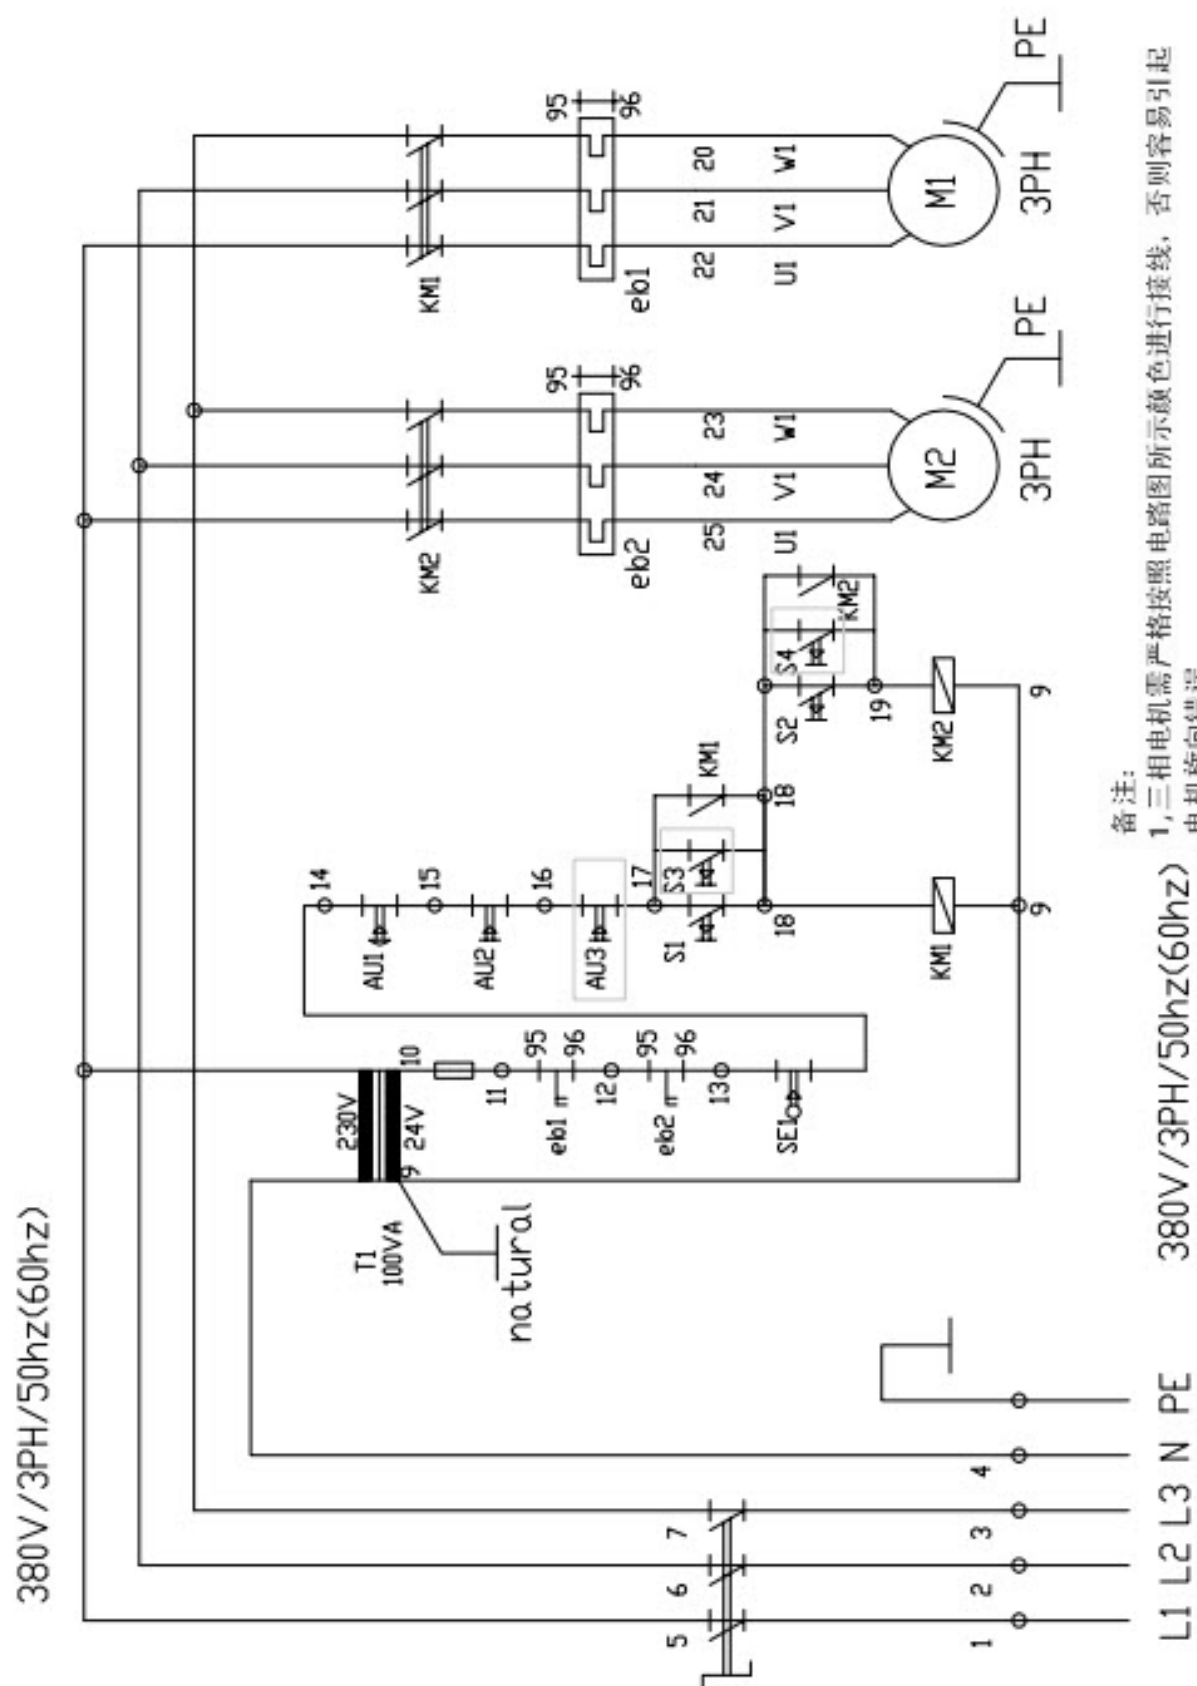 380V/3PH/50hz(60hz)
T1
100VA
230V
24V
9
10
natural
11
eb1
95
96
12
eb2
95
96
13
SE1
14
AU1
15
AU2
16
AU3
17
S1
S3
KM1
18
18
KM1
9
S2
S4
KM2
19
KM2
9
KM2
eb2
95
96
25
24
23
U1
V1
W1
M2
3PH
PE
KM1
eb1
95
96
22
21
20
U1
V1
W1
M1
3PH
PE
5
6
7
1
2
3
4
L1 L2 L3 N PE
380V/3PH/50hz(60hz)
备注:
1,三相电机需严格按照电路图所示颜色进行接线, 否则容易引起